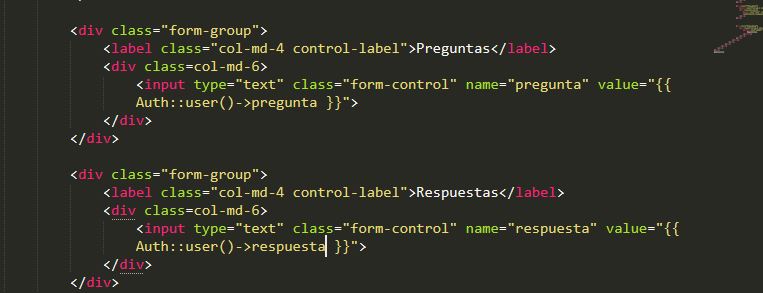 <div class="form-group">
<label class="col-md-4 control-label">Preguntas</label>
<div class=col-md-6>
<input type="text" class="form-control" name="pregunta" value="{{
Auth::user()->pregunta }}">
</div>
</div>
<div class="form-group">
<label class="col-md-4 control-label">Respuestas</label>
<div class=col-md-6>
<input type="text" class="form-control" name="respuesta" value="{{
Auth::user()->respuesta }}">
</div>
</div>